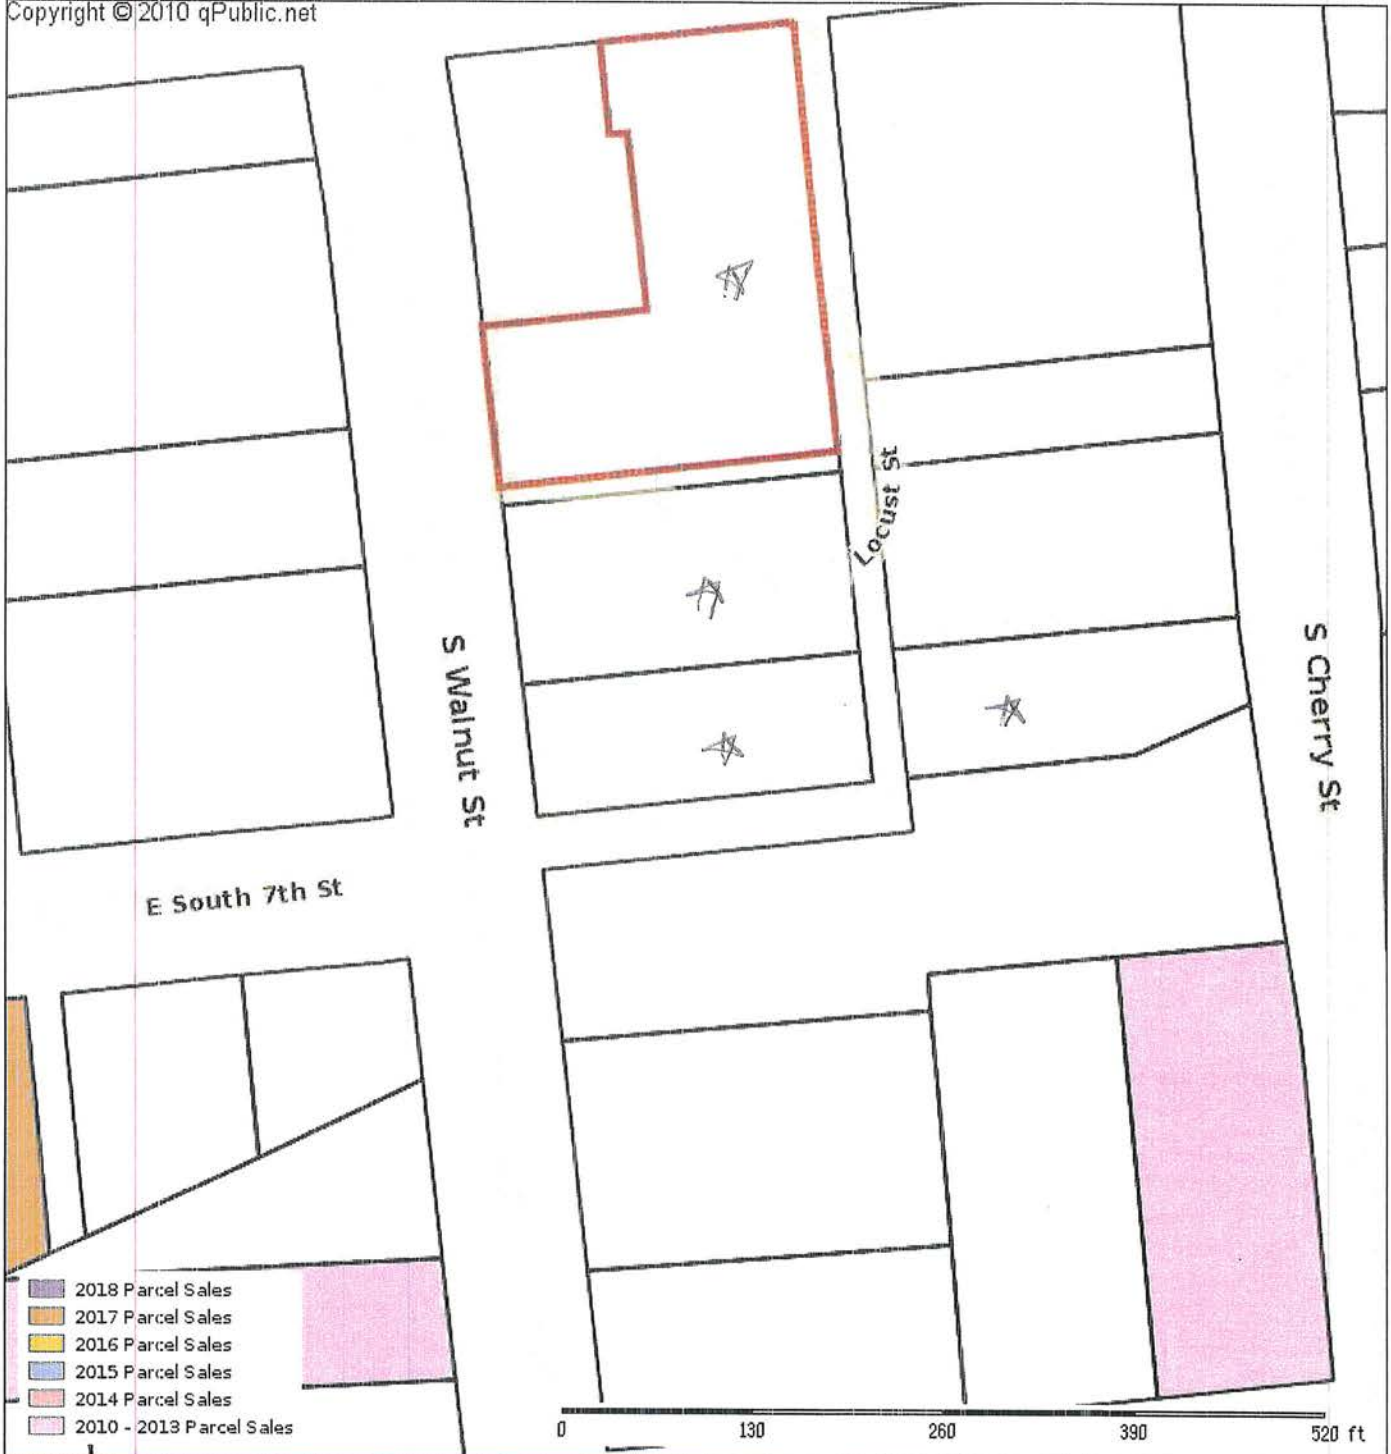 Copyright © 2010 qPublic.net
Locust St
S Walnut St
S Cherry St
E South 7th St
2018 Parcel Sales
2017 Parcel Sales
2016 Parcel Sales
2015 Parcel Sales
2014 Parcel Sales
2010 - 2013 Parcel Sales
0 130 260 390 520 ft